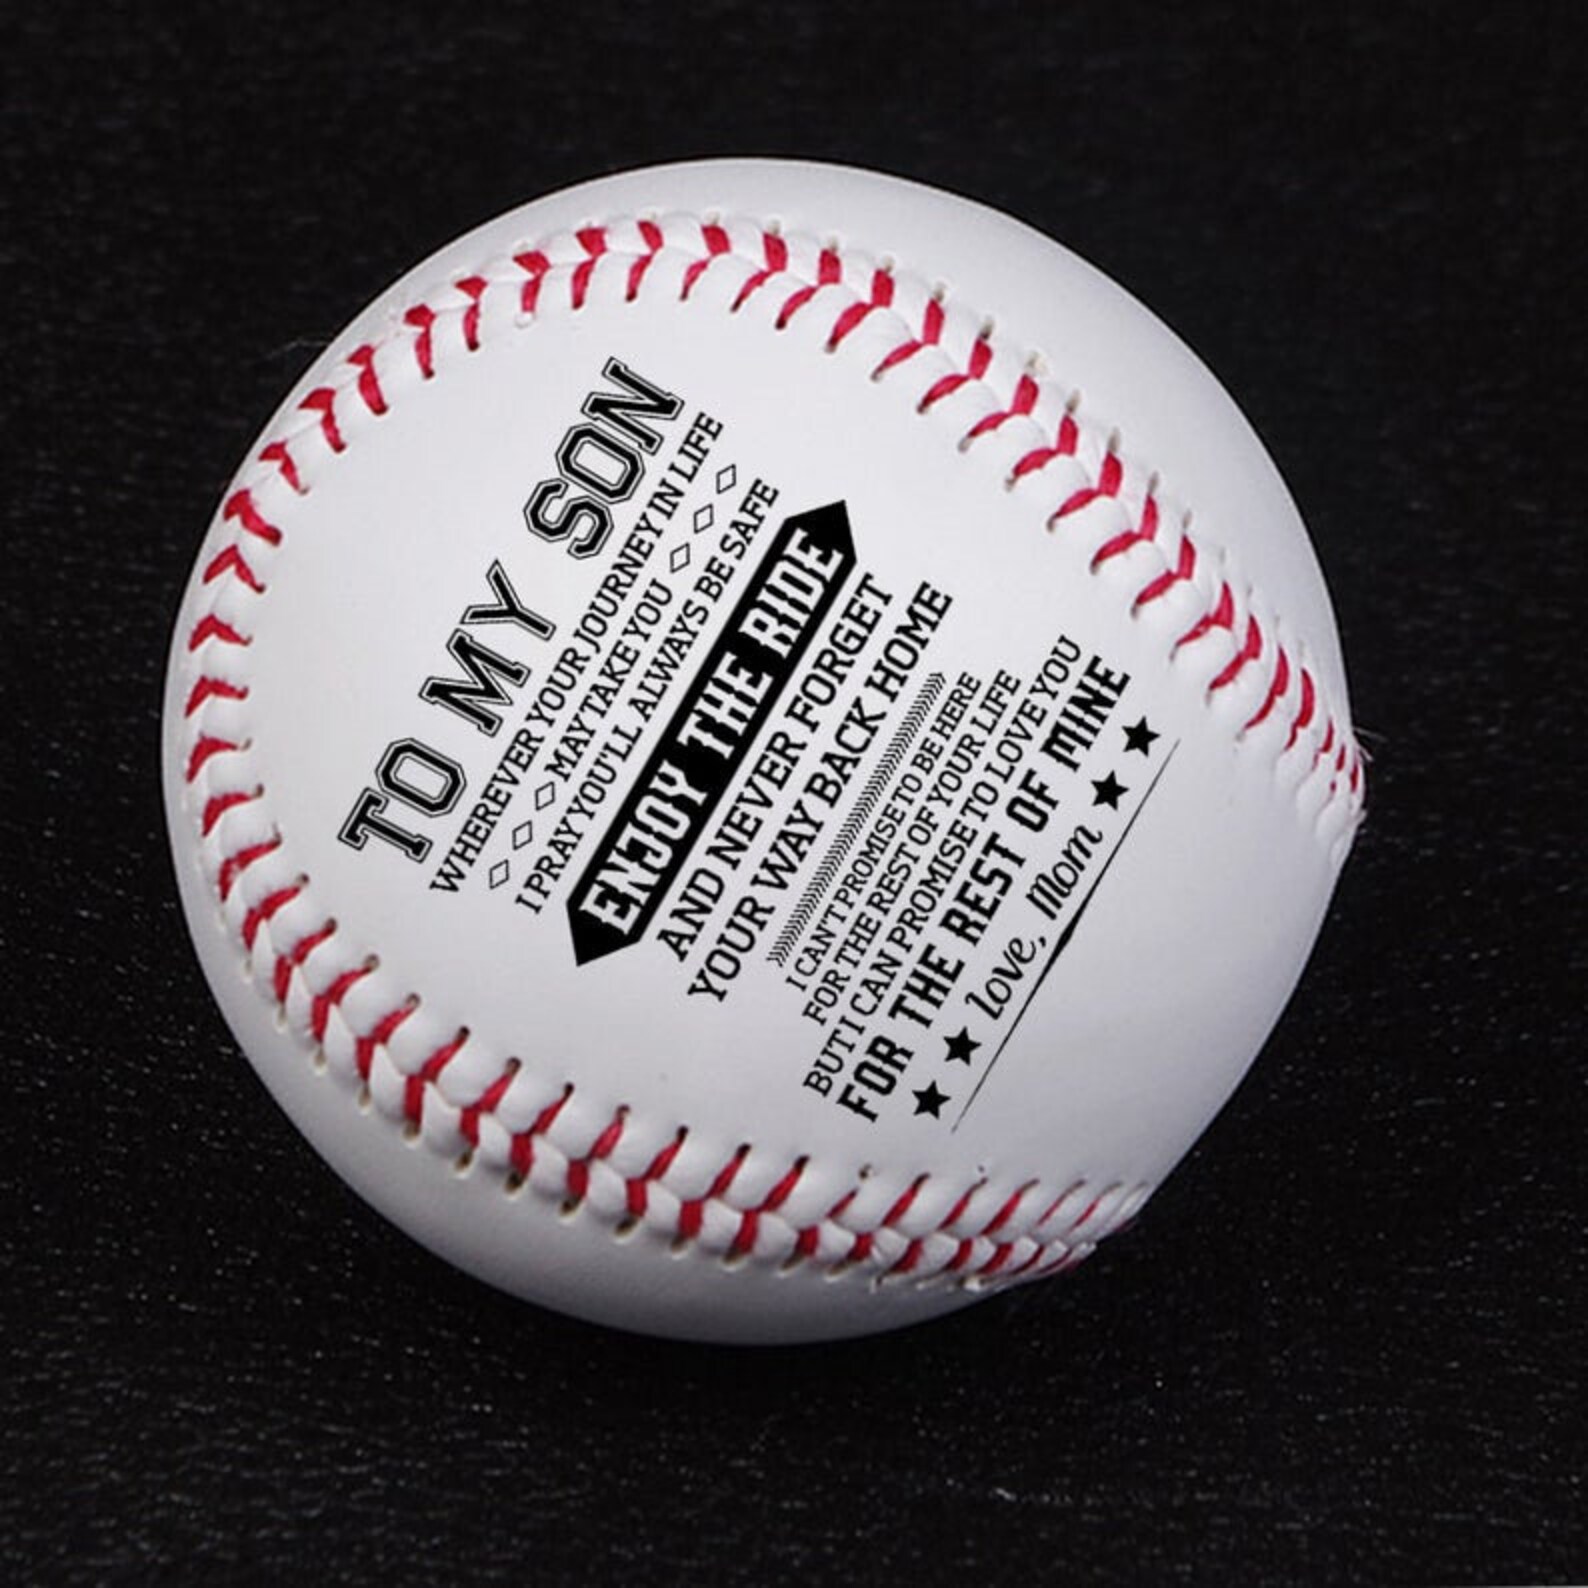 TO MY SON
WHEREVER YOUR JOURNEY IN LIFE
MAY TAKE YOU
I PRAY YOU'LL ALWAYS BE SAFE
ENJOY THE RIDE
AND NEVER FORGET
YOUR WAY BACK HOME
I CAN'T PROMISE TO BE HERE
FOR THE REST OF YOUR LIFE
BUT I CAN PROMISE TO LOVE YOU
FOR THE REST OF MINE
love, Mom